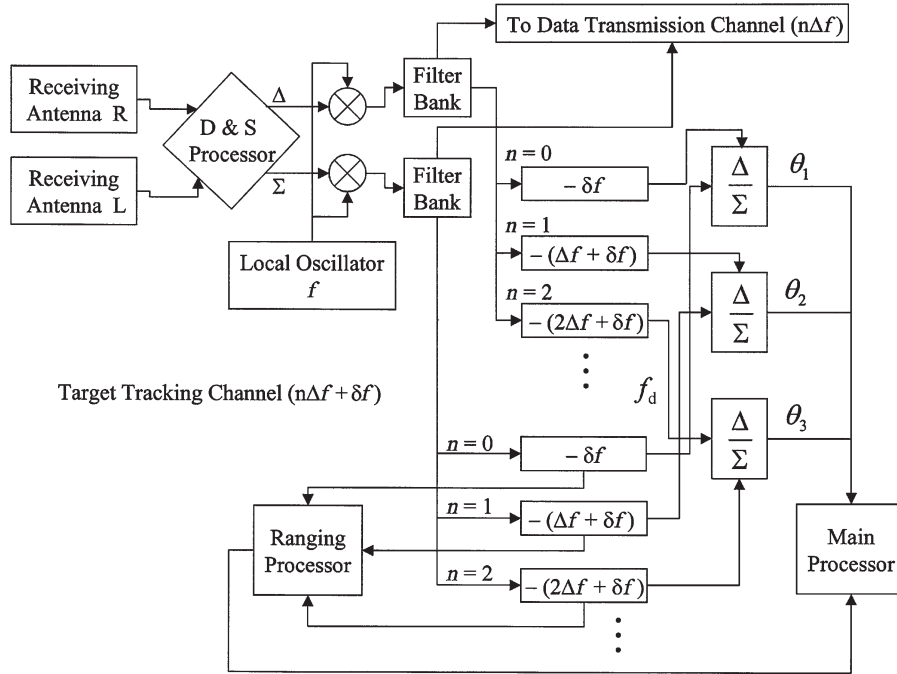 To Data Transmission Channel (nΔf)
Receiving
Antenna R
Receiving
Antenna L
D & S
Processor
Δ
Σ
Filter
Bank
Filter
Bank
Local Oscillator
f
n = 0
– δf
n = 1
– (Δf + δf)
n = 2
– (2Δf + δf)
Δ
Σ
θ1
Δ
Σ
θ2
Δ
Σ
θ3
fd
Target Tracking Channel (nΔf + δf)
n = 0
– δf
n = 1
– (Δf + δf)
n = 2
– (2Δf + δf)
Ranging
Processor
Main
Processor